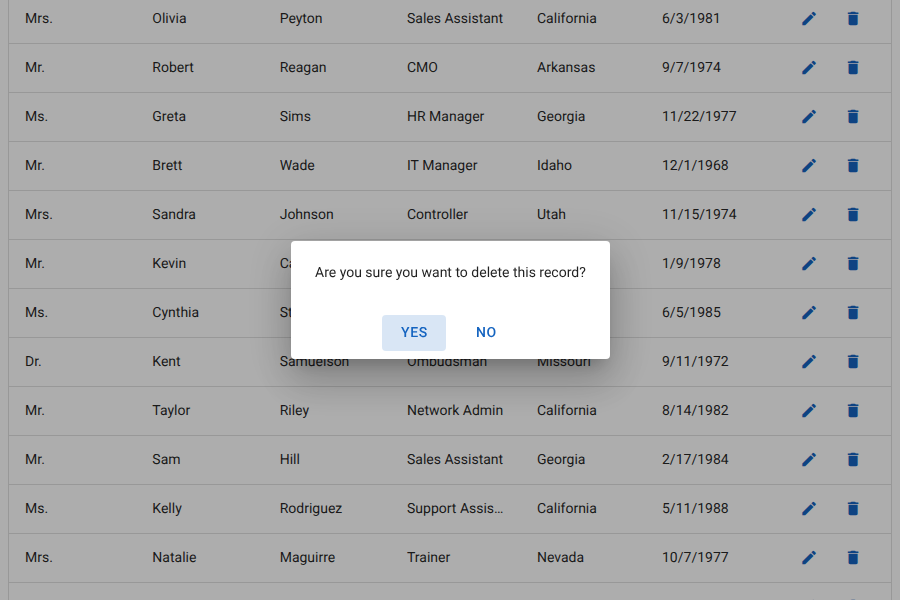 Mrs. Olivia Peyton Sales Assistant California 6/3/1981
Mr. Robert Reagan CMO Arkansas 9/7/1974
Ms. Greta Sims HR Manager Georgia 11/22/1977
Mr. Brett Wade IT Manager Idaho 12/1/1968
Mrs. Sandra Johnson Controller Utah 11/15/1974
Mr. Kevin 1/9/1978
Are you sure you want to delete this record?
Ms. Cynthia 6/5/1985
YES NO
Dr. Kent Samuelson Ombudsman Missouri 9/11/1972
Mr. Taylor Riley Network Admin California 8/14/1982
Mr. Sam Hill Sales Assistant Georgia 2/17/1984
Ms. Kelly Rodriguez Support Assis... California 5/11/1988
Mrs. Natalie Maguirre Trainer Nevada 10/7/1977